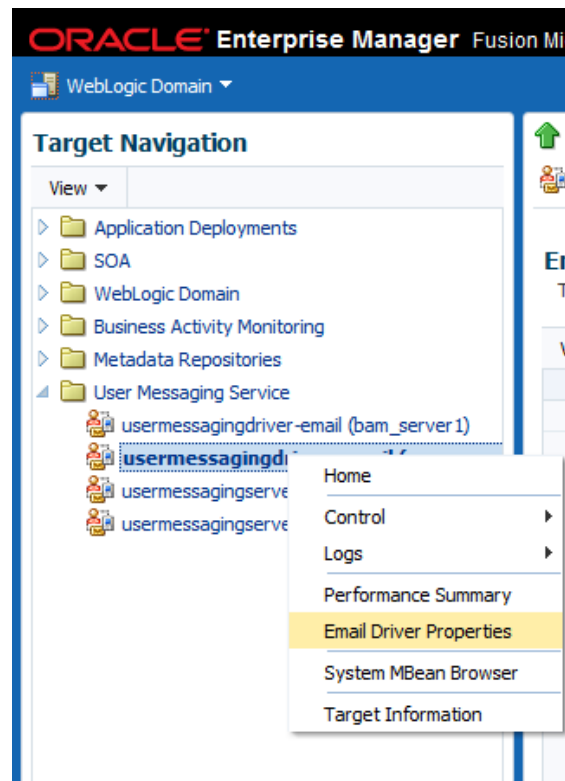 ORACLE Enterprise Manager Fusion
WebLogic Domain
Target Navigation
View
Application Deployments
SOA
WebLogic Domain
Business Activity Monitoring
Metadata Repositories
User Messaging Service
usermessagingdriver-email (bam_server1)
usermessagingdr
usermessagingserve
usermessagingserve
Home
Control
Logs
Performance Summary
Email Driver Properties
System MBean Browser
Target Information